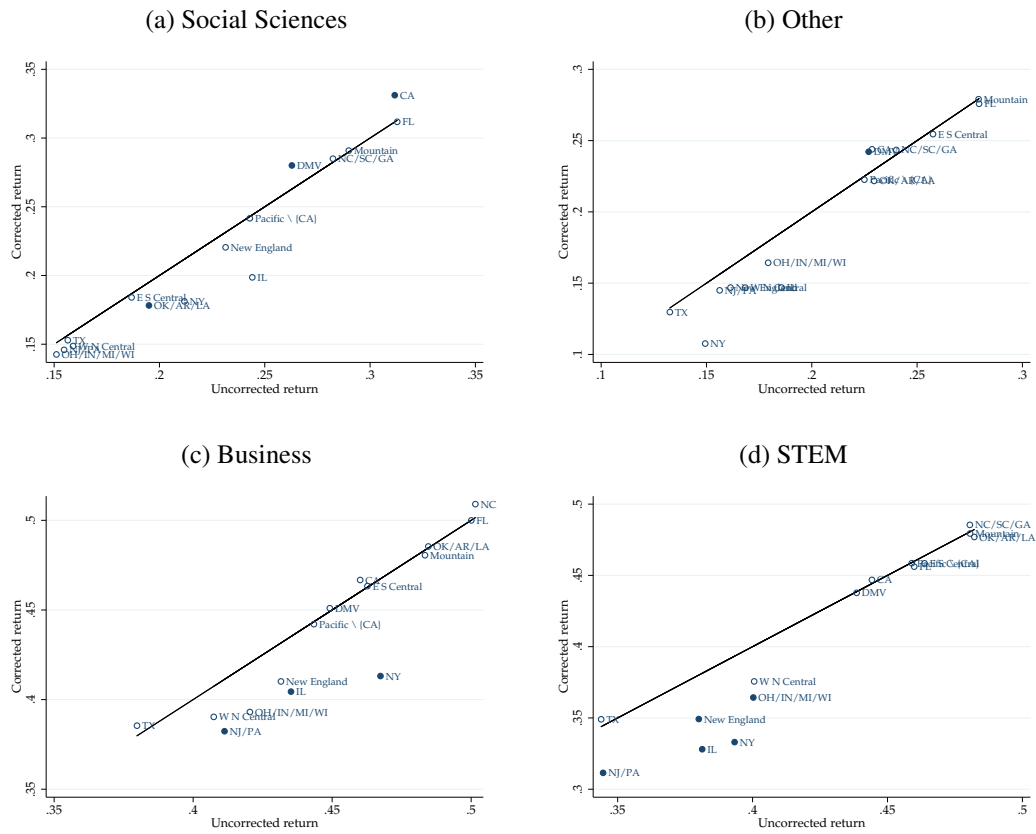 (a) Social Sciences
(b) Other
.35
CA
FL
.3
Mountain
NC/SC/GA
DMV
.25
Pacific \ {CA}
New England
IL
.2
E S Central
NY
OK/AR/LA
TX
W N Central
.15
OH/IN/MI/WI
Corrected return
.15
.2
.25
.3
.35
Uncorrected return
.3
Mountain
FL
E S Central
.25
CA
NC/SC/GA
DMV
Pacific \ {CA}
OK/AR/LA
.2
OH/IN/MI/WI
.15
NJ/PA
TX
NY
.1
Corrected return
.1
.15
.2
.25
.3
Uncorrected return
(c) Business
(d) STEM
NC
.5
FL
OK/AR/LA
Mountain
CA
E S Central
.45
DMV
Pacific \ {CA}
New England
NY
IL
.4
OH/IN/MI/WI
W N Central
TX
NJ/PA
.35
Corrected return
.35
.4
.45
.5
Uncorrected return
.5
NC/SC/GA
Mountain
OK/AR/LA
.45
FL
CA
DMV
.4
W N Central
OH/IN/MI/WI
.35
TX
New England
NY
IL
NJ/PA
.3
Corrected return
.35
.4
.45
.5
Uncorrected return